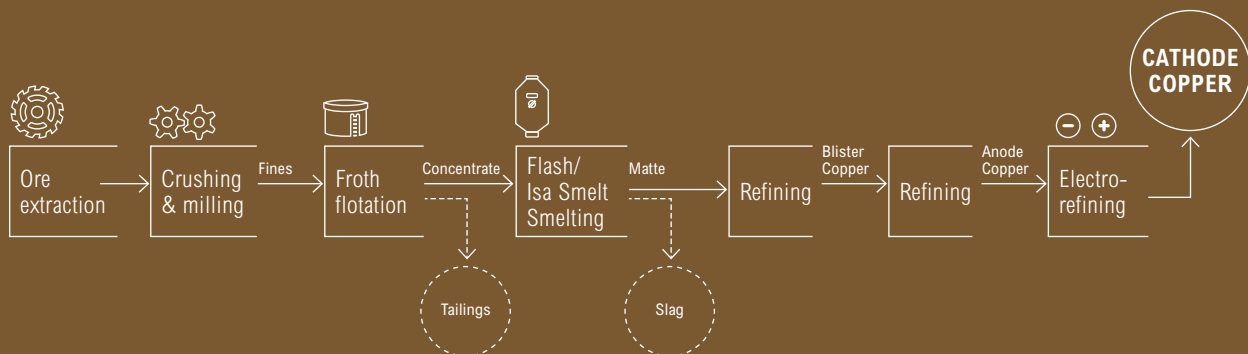 CATHODE
COPPER
Ore
extraction
Crushing
& milling
Fines
Froth
flotation
Concentrate
Flash/
Isa Smelt
Smelting
Matte
Refining
Blister
Copper
Refining
Anode
Copper
Electro-
refining
Tailings
Slag